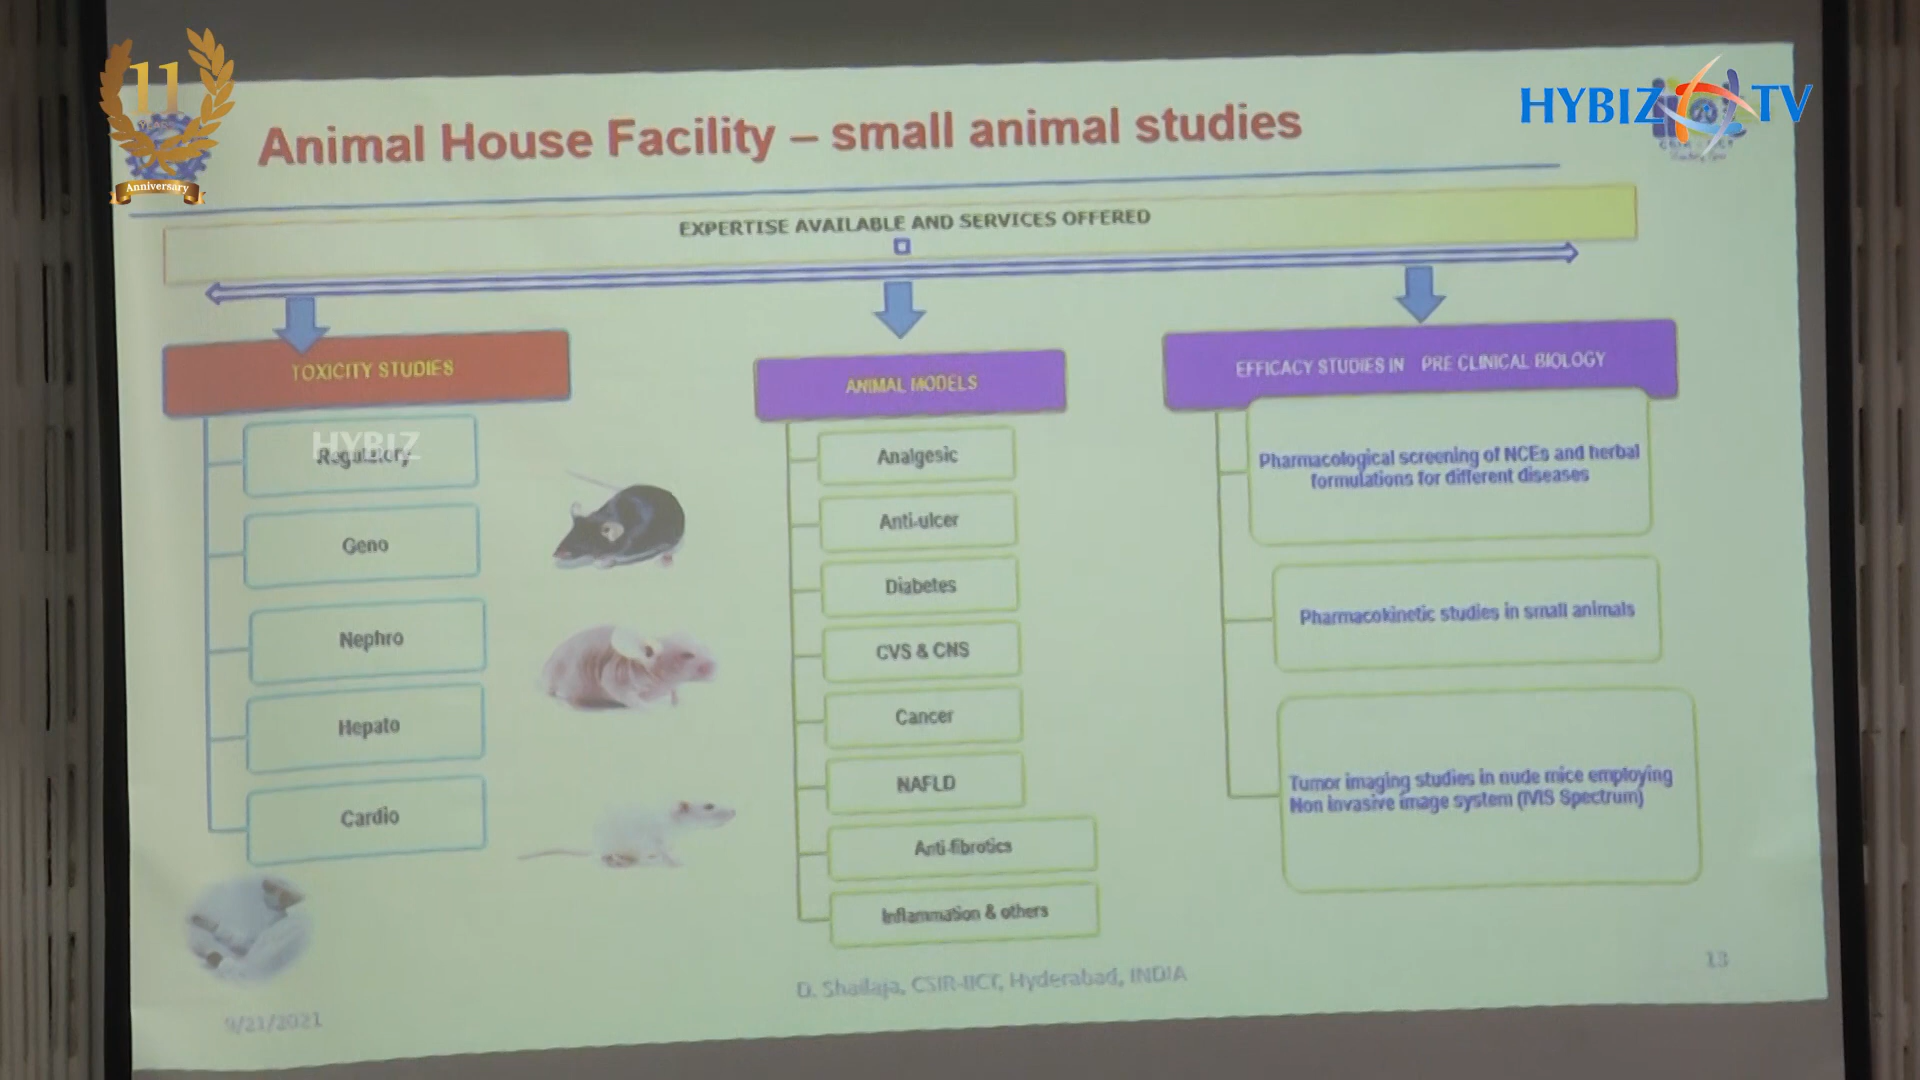 11
YEARS
Anniversary
HYBIZ TV
Animal House Facility – small animal studies
EXPERTISE AVAILABLE AND SERVICES OFFERED
TOXICITY STUDIES
HYBIZ
Regulatory
Geno
Nephro
Hepato
Cardio
ANIMAL MODELS
Analgesic
Anti-ulcer
Diabetes
CVS & CNS
Cancer
NAFLD
Anti-fibrotics
Inflammation & others
EFFICACY STUDIES IN PRE CLINICAL BIOLOGY
Pharmacological screening of NCEs and herbal
formulations for different diseases
Pharmacokinetic studies in small animals
Tumor imaging studies in nude mice employing
Non invasive image system (IVIS Spectrum)
9/21/2021
D. Shailaja, CSIR-IICT, Hyderabad, INDIA
13